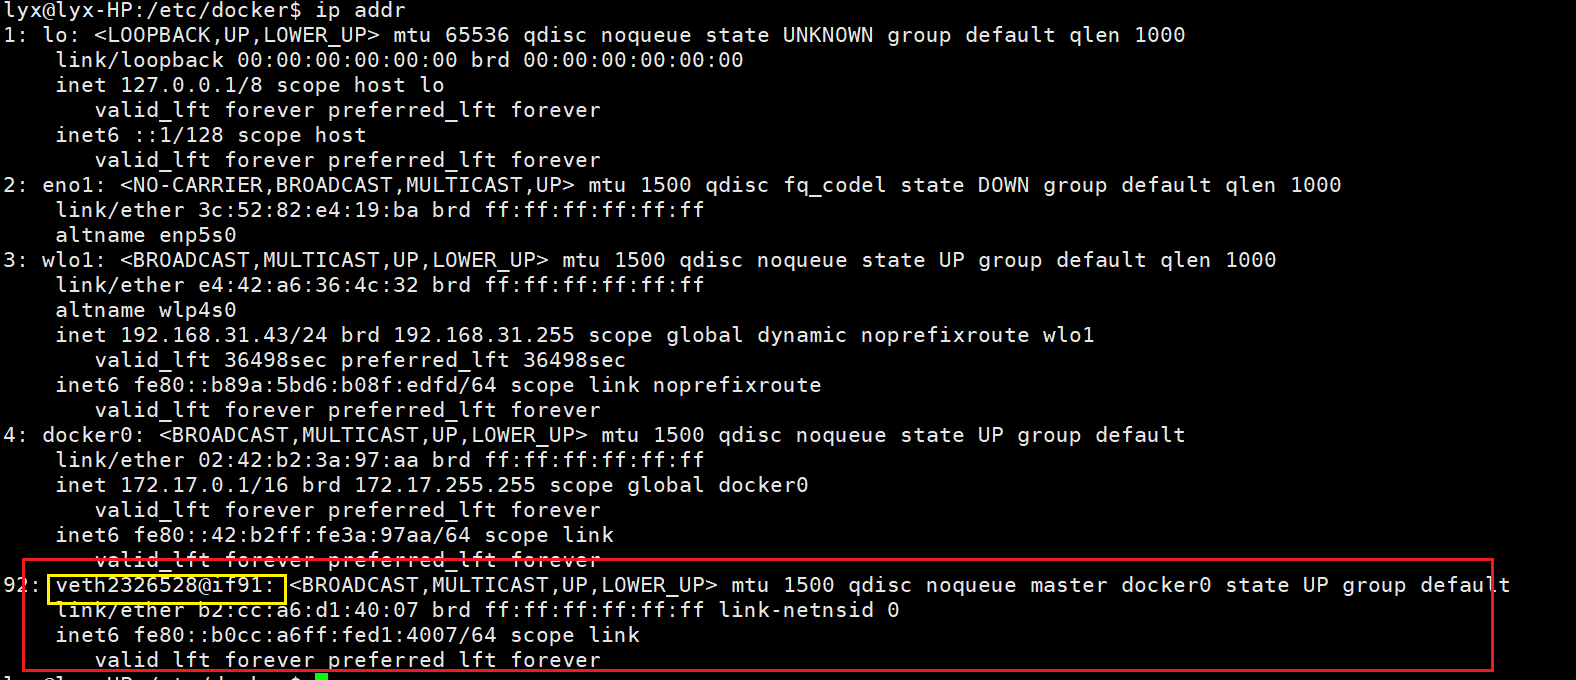 lyx@lyx-HP:/etc/docker$ ip addr
1: lo: <LOOPBACK,UP,LOWER_UP> mtu 65536 qdisc noqueue state UNKNOWN group default qlen 1000
    link/loopback 00:00:00:00:00:00 brd 00:00:00:00:00:00
    inet 127.0.0.1/8 scope host lo
       valid_lft forever preferred_lft forever
    inet6 ::1/128 scope host
       valid_lft forever preferred_lft forever
2: eno1: <NO-CARRIER,BROADCAST,MULTICAST,UP> mtu 1500 qdisc fq_codel state DOWN group default qlen 1000
    link/ether 3c:52:82:e4:19:ba brd ff:ff:ff:ff:ff:ff
    altname enp5s0
3: wlo1: <BROADCAST,MULTICAST,UP,LOWER_UP> mtu 1500 qdisc noqueue state UP group default qlen 1000
    link/ether e4:42:a6:36:4c:32 brd ff:ff:ff:ff:ff:ff
    altname wlp4s0
    inet 192.168.31.43/24 brd 192.168.31.255 scope global dynamic noprefixroute wlo1
       valid_lft 36498sec preferred_lft 36498sec
    inet6 fe80::b89a:5bd6:b08f:edfd/64 scope link noprefixroute
       valid_lft forever preferred_lft forever
4: docker0: <BROADCAST,MULTICAST,UP,LOWER_UP> mtu 1500 qdisc noqueue state UP group default
    link/ether 02:42:b2:3a:97:aa brd ff:ff:ff:ff:ff:ff
    inet 172.17.0.1/16 brd 172.17.255.255 scope global docker0
       valid_lft forever preferred_lft forever
    inet6 fe80::42:b2ff:fe3a:97aa/64 scope link
       valid_lft forever preferred_lft forever
92: veth2326528@if91: <BROADCAST,MULTICAST,UP,LOWER_UP> mtu 1500 qdisc noqueue master docker0 state UP group default
    link/ether b2:cc:a6:d1:40:07 brd ff:ff:ff:ff:ff:ff link-netnsid 0
    inet6 fe80::b0cc:a6ff:fed1:4007/64 scope link
       valid_lft forever preferred_lft forever
lyx@lyx-HP:/etc/docker$